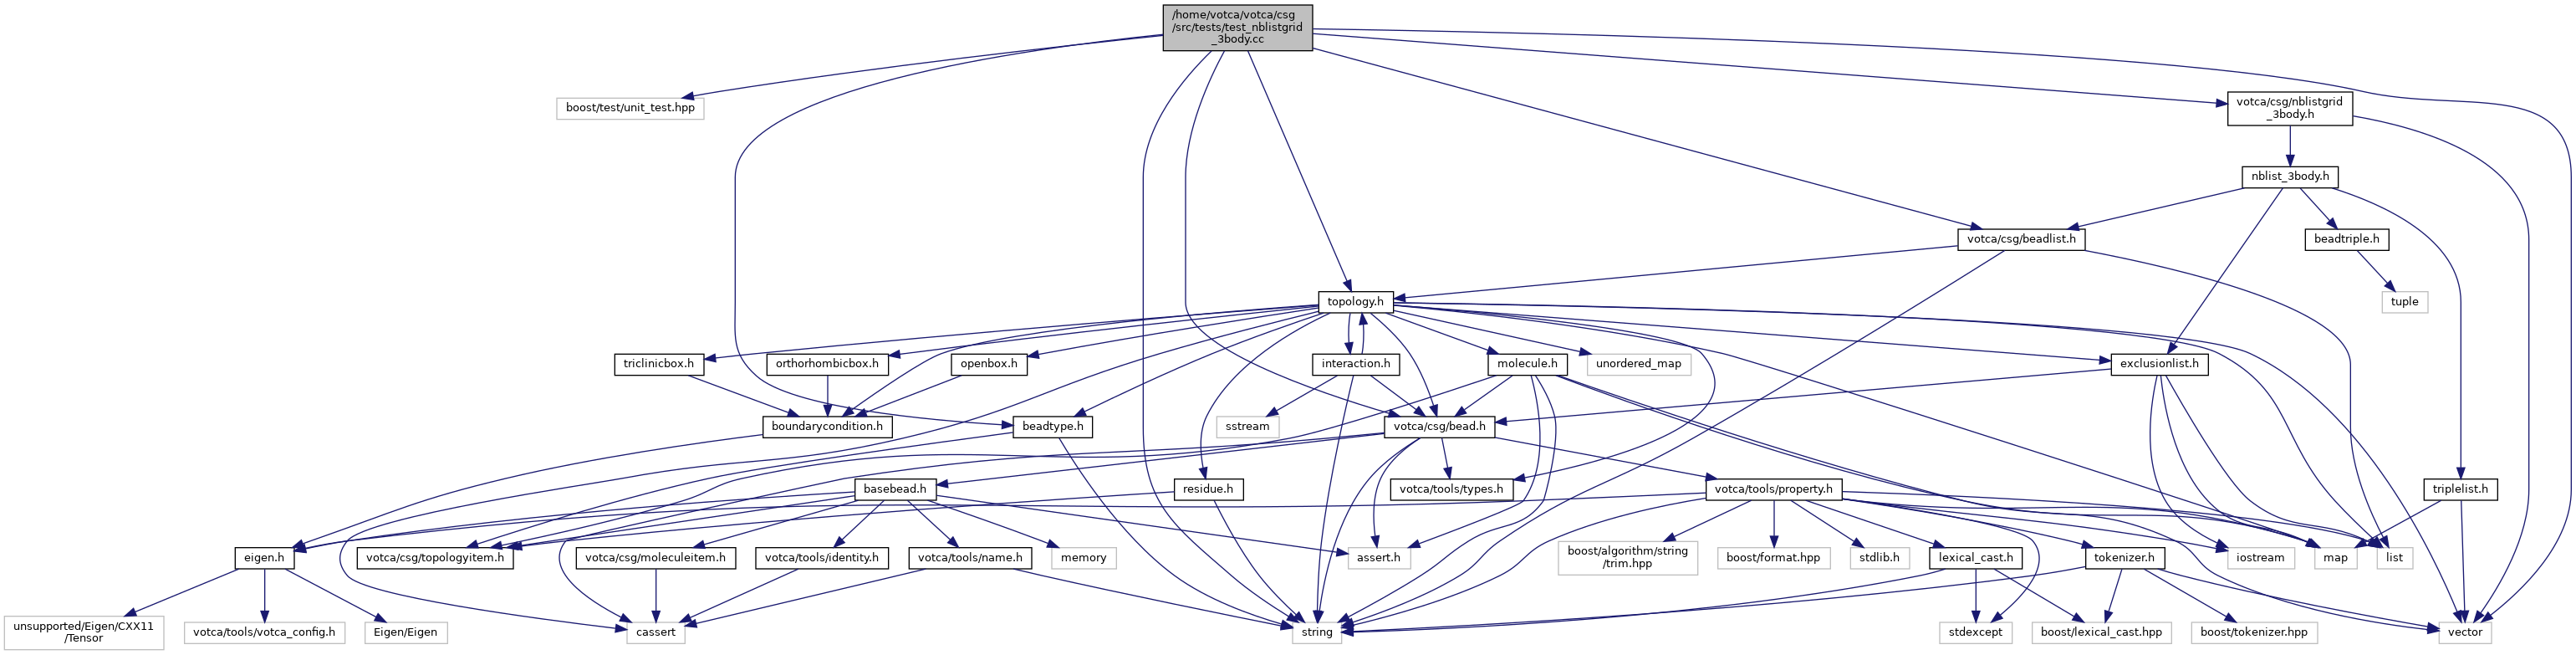 /home/votca/votca/csg
/src/tests/test_nblistgrid
_3body.cc
boost/test/unit_test.hpp
votca/csg/nblistgrid
_3body.h
nblist_3body.h
votca/csg/beadlist.h
beadtriple.h
topology.h
tuple
triclinicbox.h
orthorhombicbox.h
openbox.h
interaction.h
molecule.h
unordered_map
exclusionlist.h
boundarycondition.h
beadtype.h
sstream
votca/csg/bead.h
basebead.h
residue.h
votca/tools/types.h
votca/tools/property.h
triplelist.h
eigen.h
votca/csg/topologyitem.h
votca/csg/moleculeitem.h
votca/tools/identity.h
votca/tools/name.h
memory
assert.h
boost/algorithm/string
/trim.hpp
boost/format.hpp
stdlib.h
lexical_cast.h
tokenizer.h
iostream
map
list
unsupported/Eigen/CXX11
/Tensor
votca/tools/votca_config.h
Eigen/Eigen
cassert
string
stdexcept
boost/lexical_cast.hpp
boost/tokenizer.hpp
vector